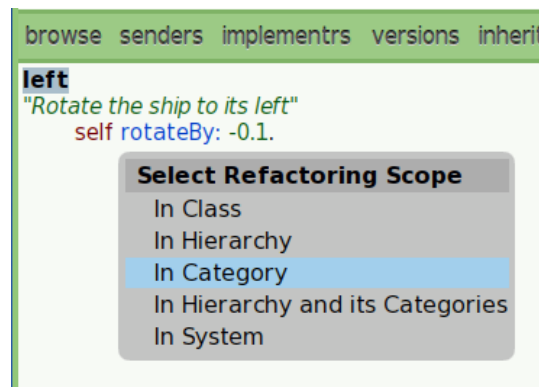 browse senders implementrs versions inherit
left
"Rotate the ship to its left"
self rotateBy: -0.1.
Select Refactoring Scope
In Class
In Hierarchy
In Category
In Hierarchy and its Categories
In System